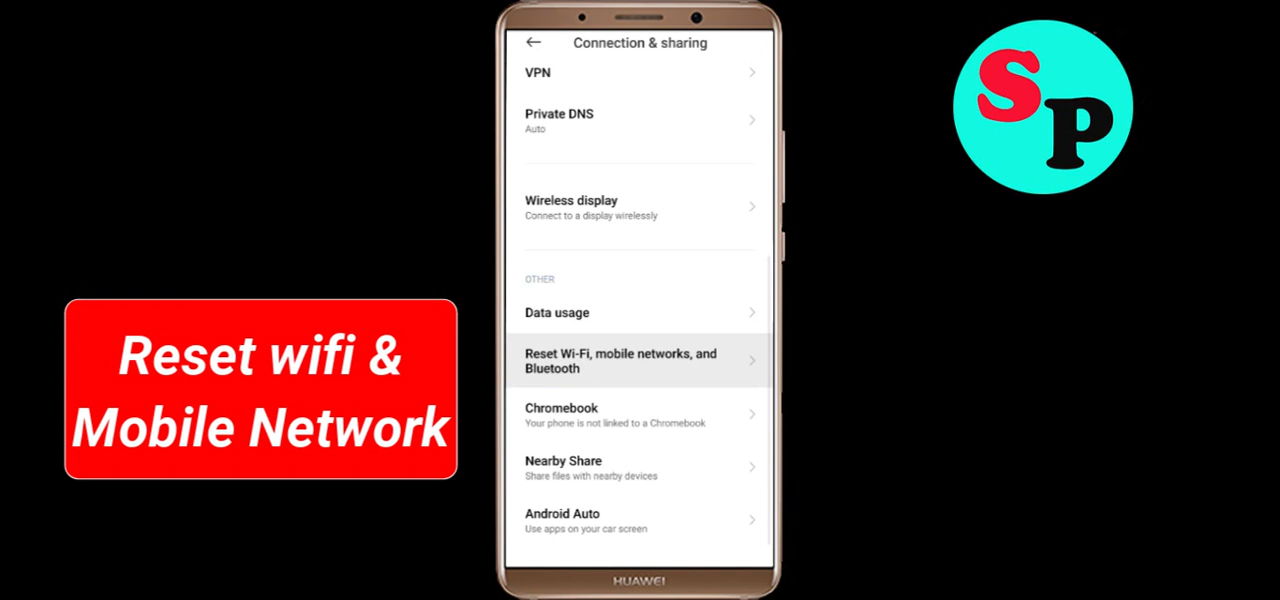 Connection & sharing
VPN
Private DNS
Auto
Wireless display
Connect to a display wirelessly
OTHER
Data usage
Reset Wi-Fi, mobile networks, and
Bluetooth
Chromebook
Your phone is not linked to a Chromebook
Nearby Share
Share files with nearby devices
Android Auto
Use apps on your car screen
HUAWEI
Reset wifi &
Mobile Network
SP